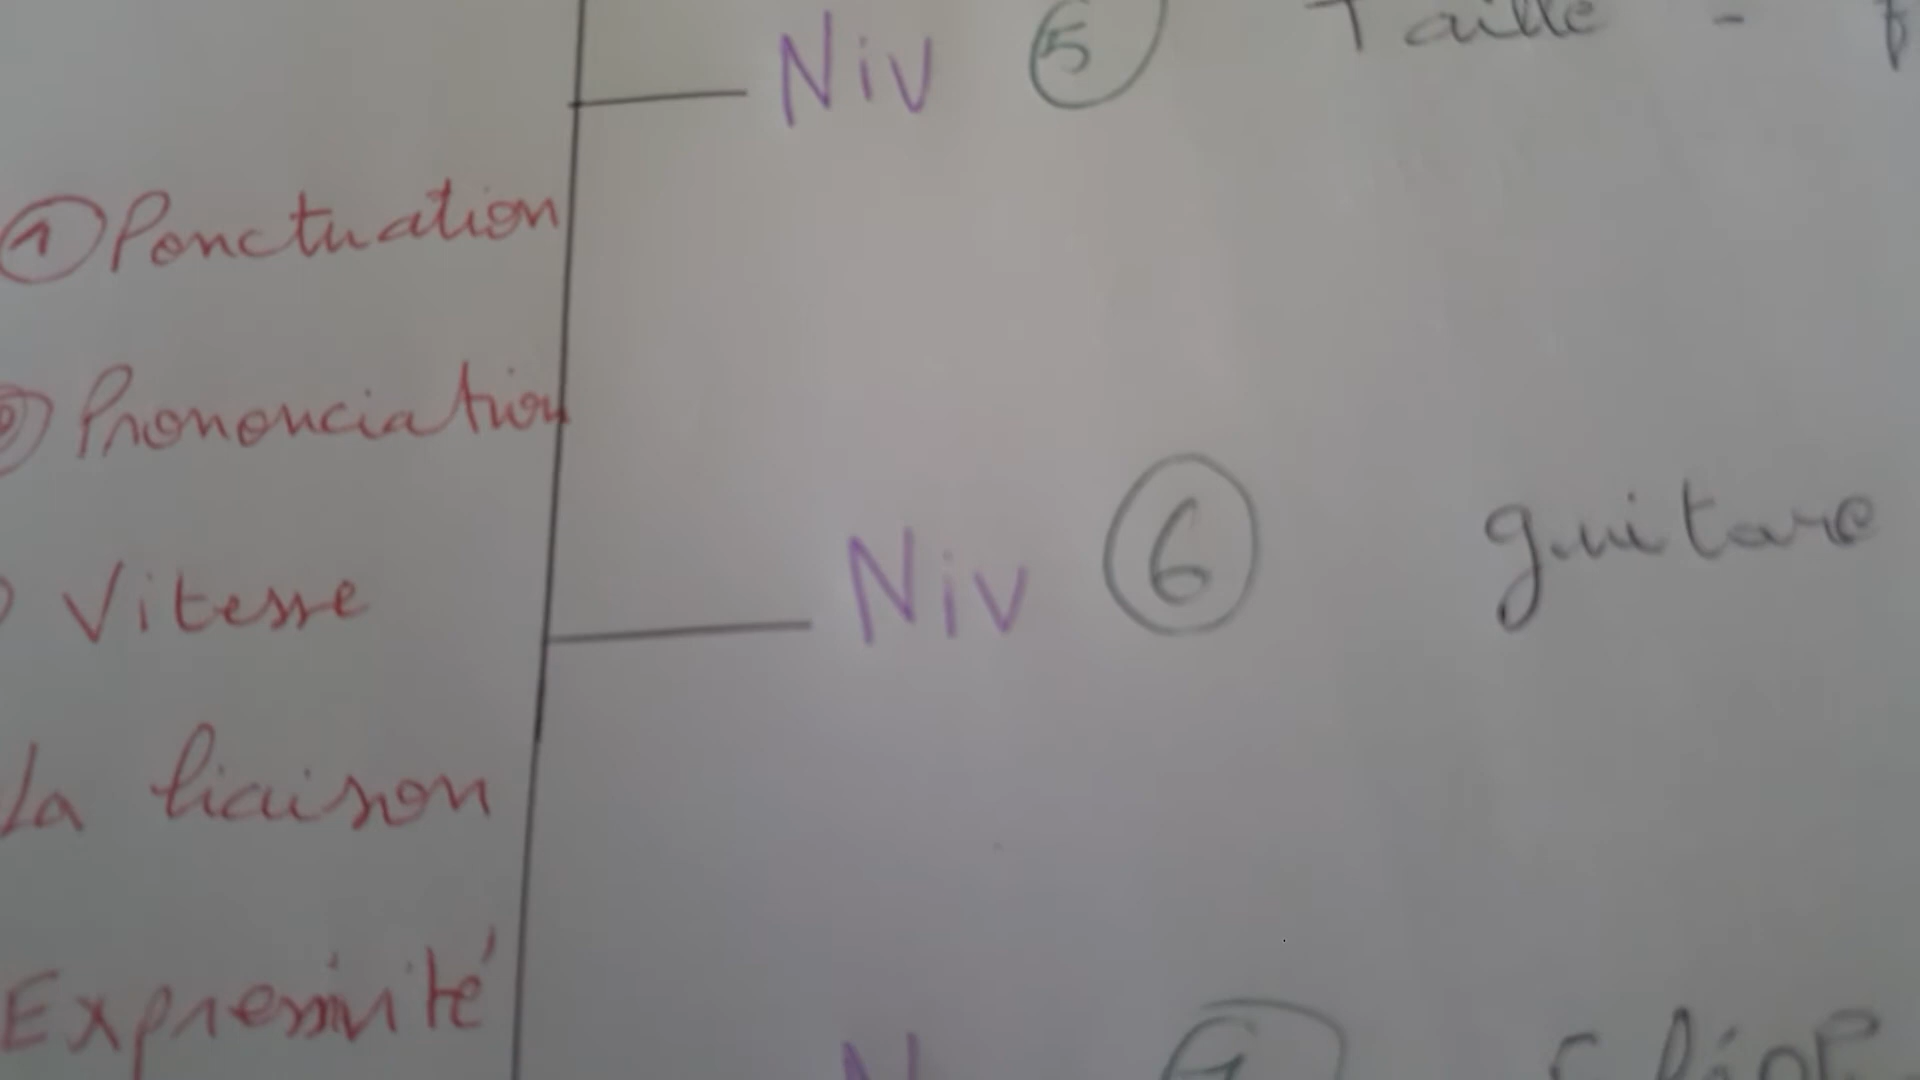 Niv 5 Taille -
1 Ponctuation
Prononciation
Niv 6 guitare
Vitesse
La liaison
Expressivité